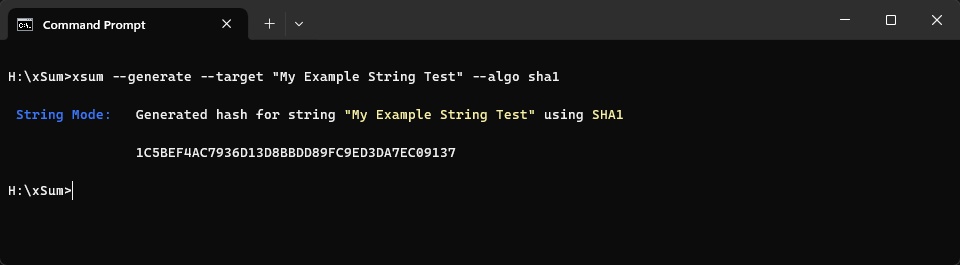 Command Prompt
H:\xSum>xsum --generate --target "My Example String Test" --algo sha1
String Mode: Generated hash for string "My Example String Test" using SHA1
1C5BEF4AC7936D13D8BBDD89FC9ED3DA7EC09137
H:\xSum>